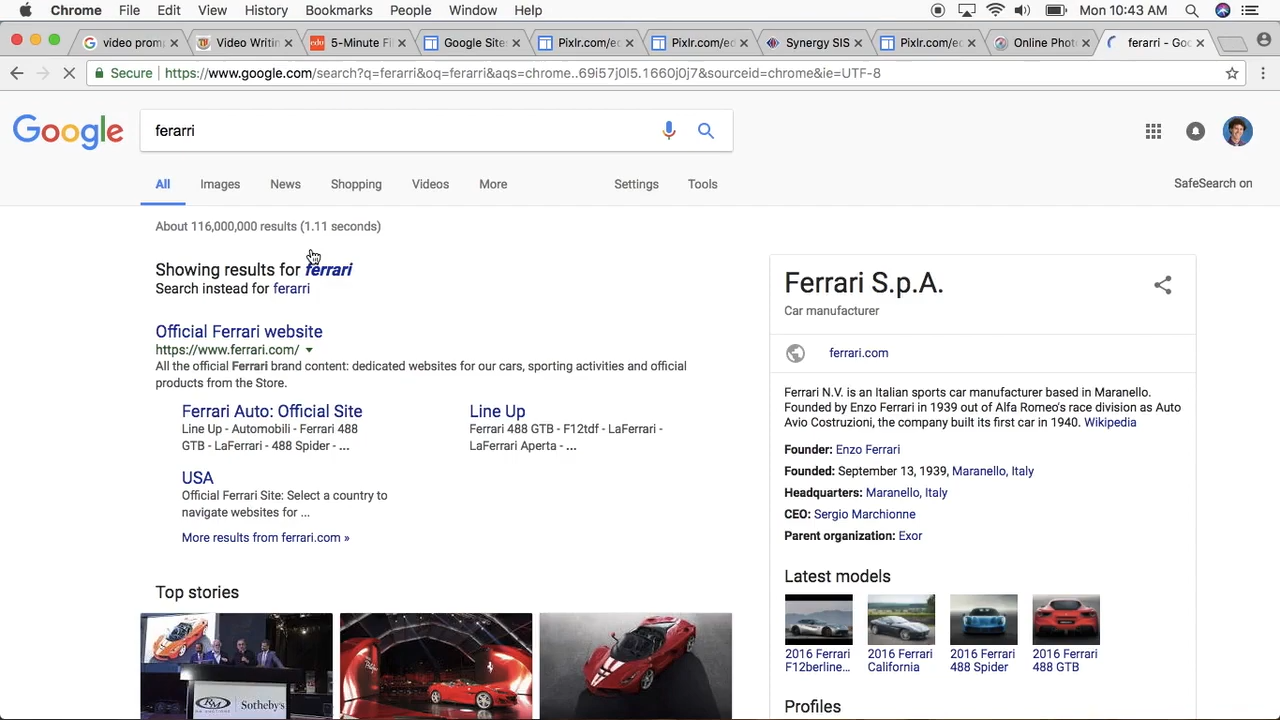 Chrome File Edit View History Bookmarks People Window Help Mon 10:43 AM
video prom Video Writin 5-Minute Fi Google Site Pixlr.com/ec Pixlr.com/ed Synergy SIS Pixlr.com/ed Online Phot ferarri - Goo
Secure https://www.google.com/search?q=ferarri&oq=ferarri&aqs=chrome..69i57j0l5.1660j0j7&sourceid=chrome&ie=UTF-8
Google ferarri
All Images News Shopping Videos More Settings Tools SafeSearch on
About 116,000,000 results (1.11 seconds)
Showing results for ferrari
Search instead for ferarri
Official Ferrari website
https://www.ferrari.com/
All the official Ferrari brand content: dedicated websites for our cars, sporting activities and official
products from the Store.
Ferrari Auto: Official Site
Line Up - Automobili - Ferrari 488
GTB - LaFerrari - 488 Spider - ...
Line Up
Ferrari 488 GTB - F12tdf - LaFerrari -
LaFerrari Aperta - ...
USA
Official Ferrari Site: Select a country to
navigate websites for ...
More results from ferrari.com »
Top stories
RM
Sotheby's
Ferrari S.p.A.
Car manufacturer
ferrari.com
Ferrari N.V. is an Italian sports car manufacturer based in Maranello.
Founded by Enzo Ferrari in 1939 out of Alfa Romeo's race division as Auto
Avio Costruzioni, the company built its first car in 1940. Wikipedia
Founder: Enzo Ferrari
Founded: September 13, 1939, Maranello, Italy
Headquarters: Maranello, Italy
CEO: Sergio Marchionne
Parent organization: Exor
Latest models
2016 Ferrari
F12berline...
2016 Ferrari
California
2016 Ferrari
488 Spider
2016 Ferrari
488 GTB
Profiles